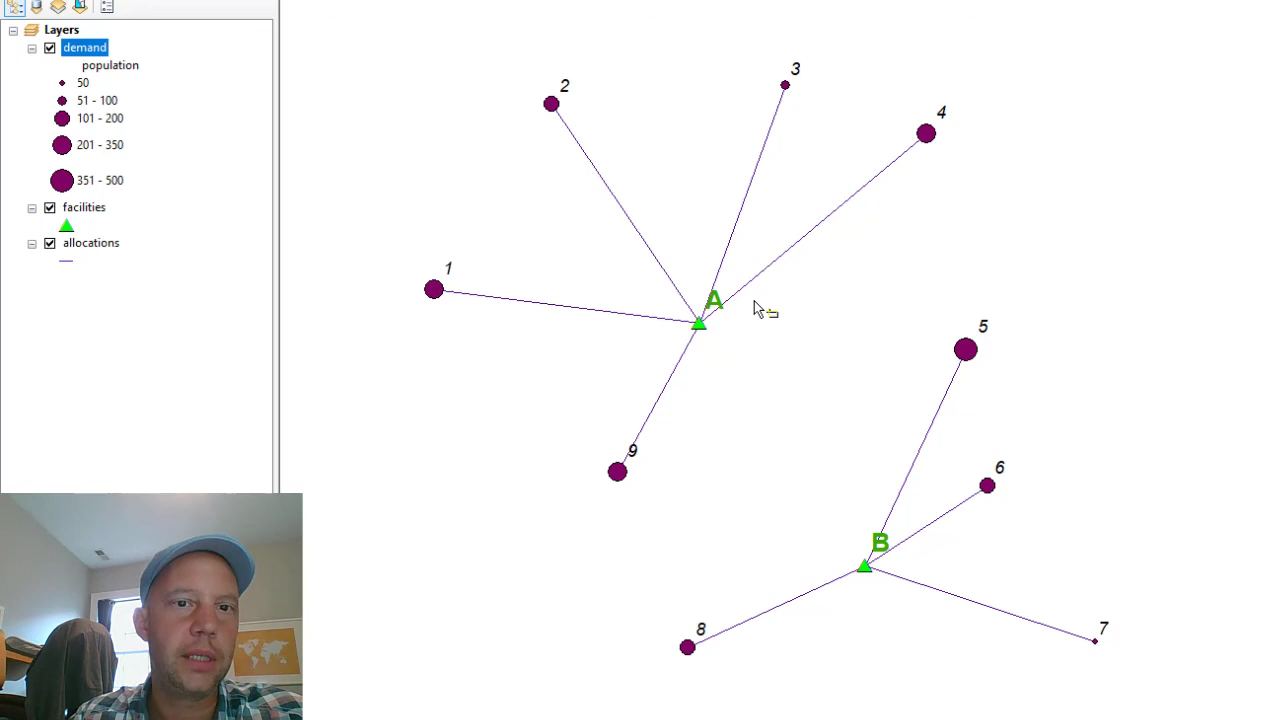 Layers
demand
population
50
51 - 100
101 - 200
201 - 350
351 - 500
facilities
allocations
1
2
3
4
A
5
9
6
B
8
7